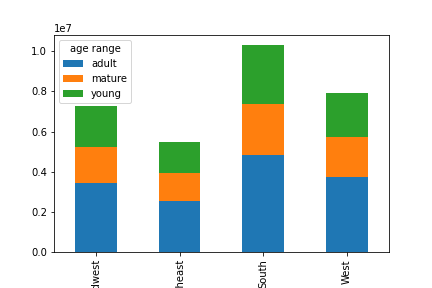 1e7
age range
adult
mature
young
1.0
0.8
0.6
0.4
0.2
0.0
dwest
heast
South
West